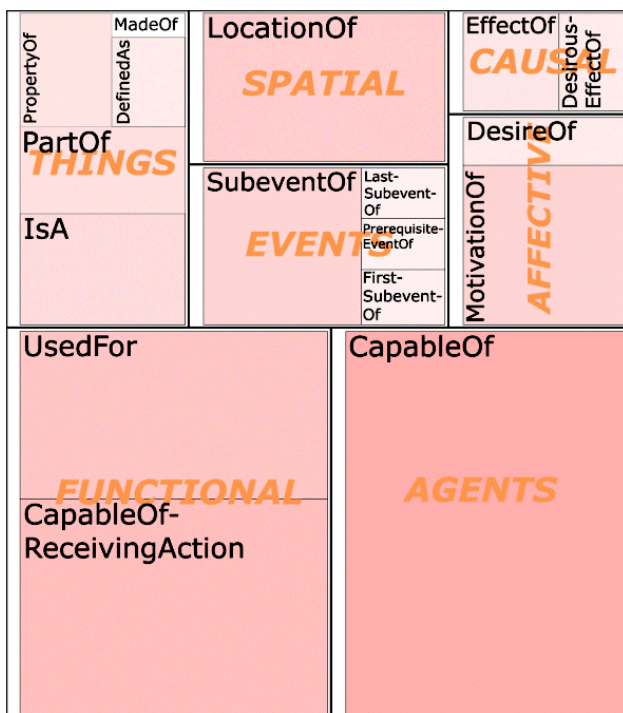 PropertyOf
MadeOf
DefinedAs
PartOf
THINGS
IsA
LocationOf
SPATIAL
SubeventOf
EVENTS
Last-
Subevent-
Of
Prerequisite-
EventOf
First-
Subevent-
Of
EffectOf
CAUSAL
Desirous-
EffectOf
DesireOf
MotivationOf
AFFECTIVE
UsedFor
FUNCTIONAL
CapableOf-
ReceivingAction
CapableOf
AGENTS